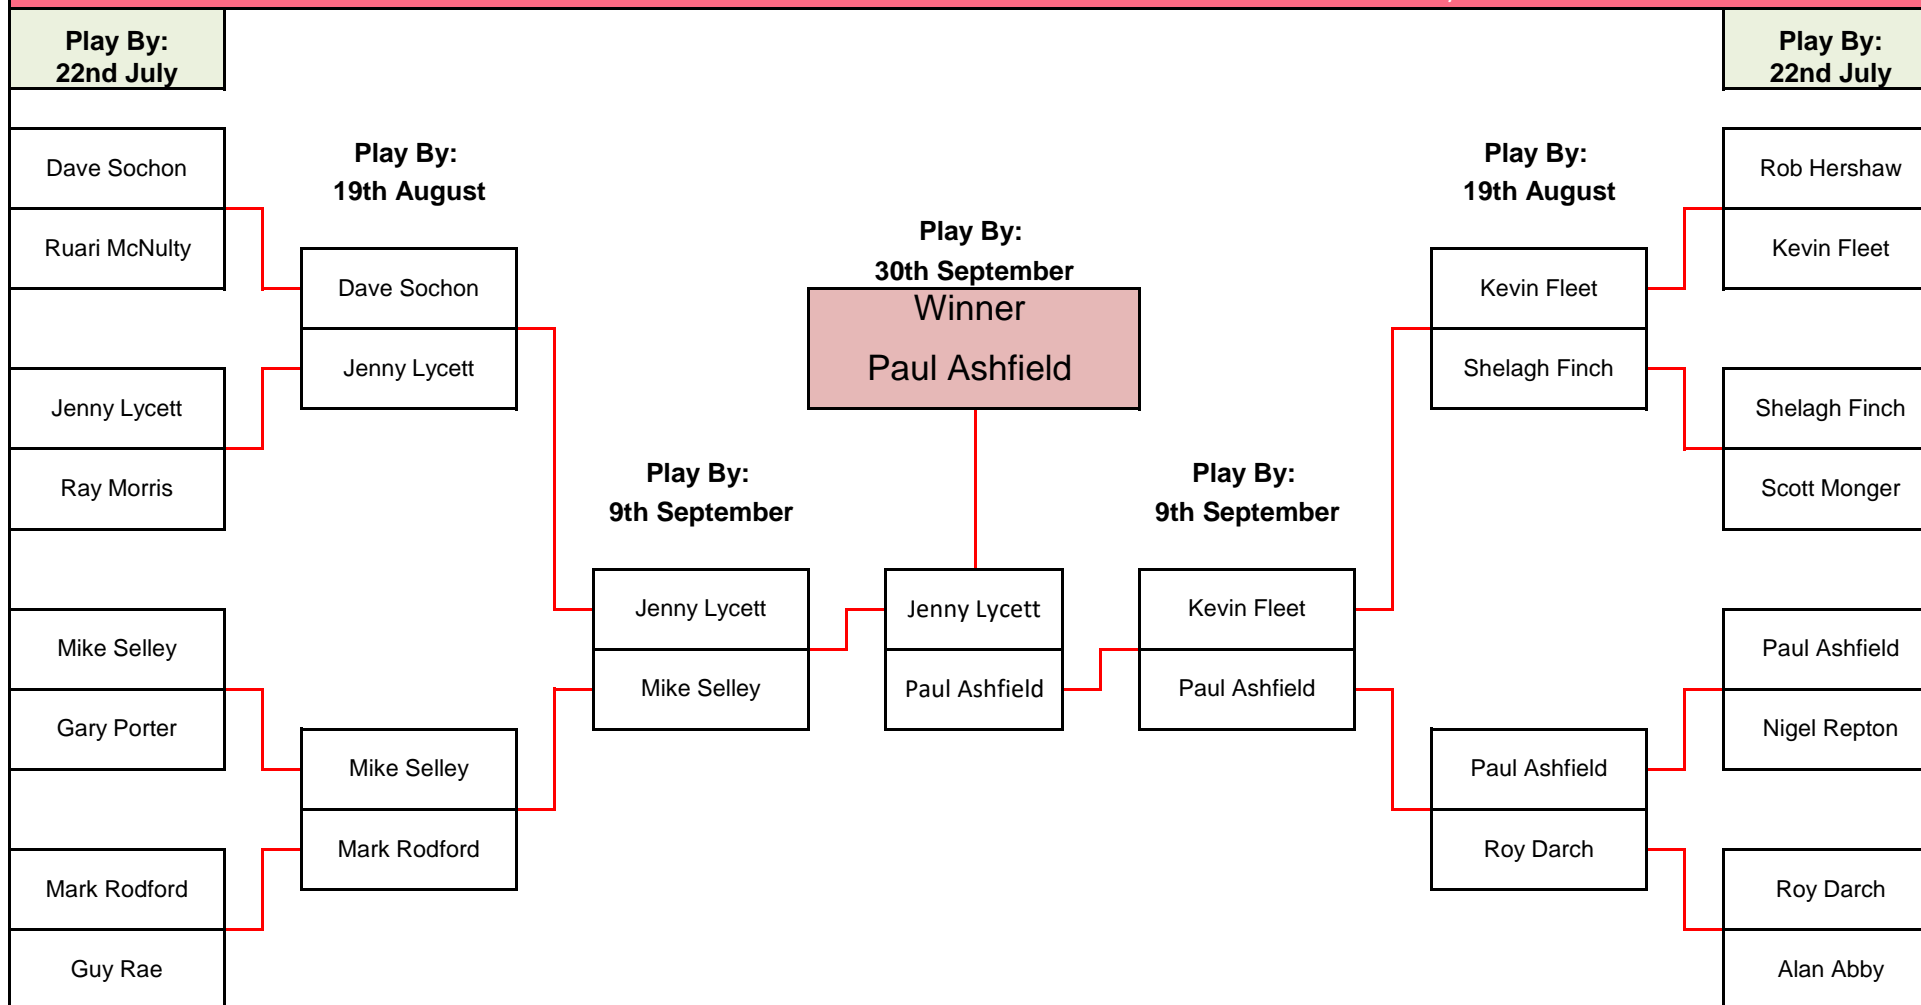 Play By:
22nd July
Play By:
22nd July
Dave Sochon
Ruari McNulty
Play By:
19th August
Play By:
30th September
Play By:
19th August
Rob Hershaw
Kevin Fleet
Dave Sochon
Jenny Lycett
Winner
Paul Ashfield
Kevin Fleet
Shelagh Finch
Jenny Lycett
Ray Morris
Shelagh Finch
Scott Monger
Play By:
9th September
Play By:
9th September
Jenny Lycett
Mike Selley
Jenny Lycett
Paul Ashfield
Kevin Fleet
Paul Ashfield
Mike Selley
Gary Porter
Paul Ashfield
Nigel Repton
Mike Selley
Mark Rodford
Paul Ashfield
Roy Darch
Mark Rodford
Guy Rae
Roy Darch
Alan Abby